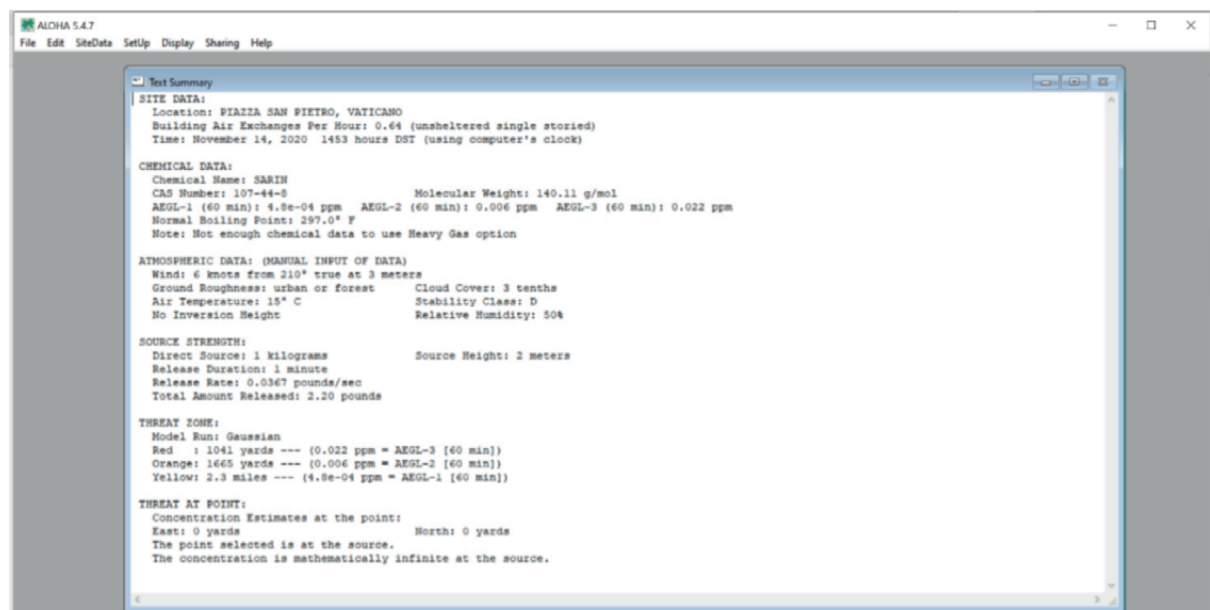 ALOHA 5.4.7
File Edit SiteData SetUp Display Sharing Help
Text Summary
SITE DATA:
Location: PIAZZA SAN PIETRO, VATICANO
Building Air Exchanges Per Hour: 0.64 (unsheltered single storied)
Time: November 14, 2020 1453 hours DST (using computer's clock)
CHEMICAL DATA:
Chemical Name: SARIN
CAS Number: 107-44-8 Molecular Weight: 140.11 g/mol
AEGL-1 (60 min): 4.8e-04 ppm AEGL-2 (60 min): 0.006 ppm AEGL-3 (60 min): 0.022 ppm
Normal Boiling Point: 297.0° F
Note: Not enough chemical data to use Heavy Gas option
ATMOSPHERIC DATA: (MANUAL INPUT OF DATA)
Wind: 6 knots from 210° true at 3 meters
Ground Roughness: urban or forest Cloud Cover: 3 tenths
Air Temperature: 15° C Stability Class: D
No Inversion Height Relative Humidity: 50%
SOURCE STRENGTH:
Direct Source: 1 kilograms Source Height: 2 meters
Release Duration: 1 minute
Release Rate: 0.0367 pounds/sec
Total Amount Released: 2.20 pounds
THREAT ZONE:
Model Run: Gaussian
Red : 1041 yards --- (0.022 ppm = AEGL-3 [60 min])
Orange: 1665 yards --- (0.006 ppm = AEGL-2 [60 min])
Yellow: 2.3 miles --- (4.8e-04 ppm = AEGL-1 [60 min])
THREAT AT POINT:
Concentration Estimates at the point:
East: 0 yards North: 0 yards
The point selected is at the source.
The concentration is mathematically infinite at the source.